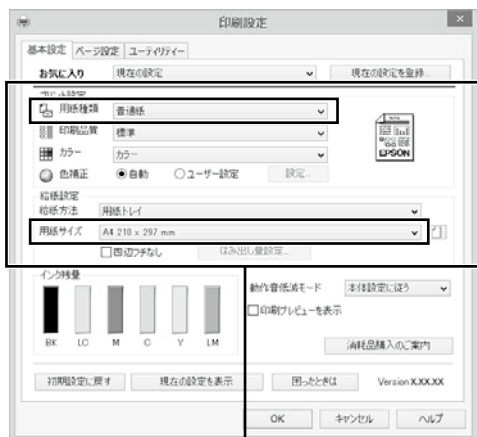 印刷設定
基本設定 ページ設定 ユーティリティー
お気に入り 現在の設定 現在の設定を登録...
用紙種類 普通紙
印刷品質 標準
カラー カラー
色補正 自動 ユーザー設定 設定...
EPSON
給紙設定
給紙方法 用紙トレイ
用紙サイズ A4 210 x 297 mm
四辺フチなし はみ出し量設定...
インク残量
動作音低減モード 本体設定にしたがう
印刷プレビューを表示
BK LC M C Y LM
消耗品購入のご案内
初期設定に戻す 現在の設定を表示 困ったときは Version X.XX.XX
OK キャンセル ヘルプ